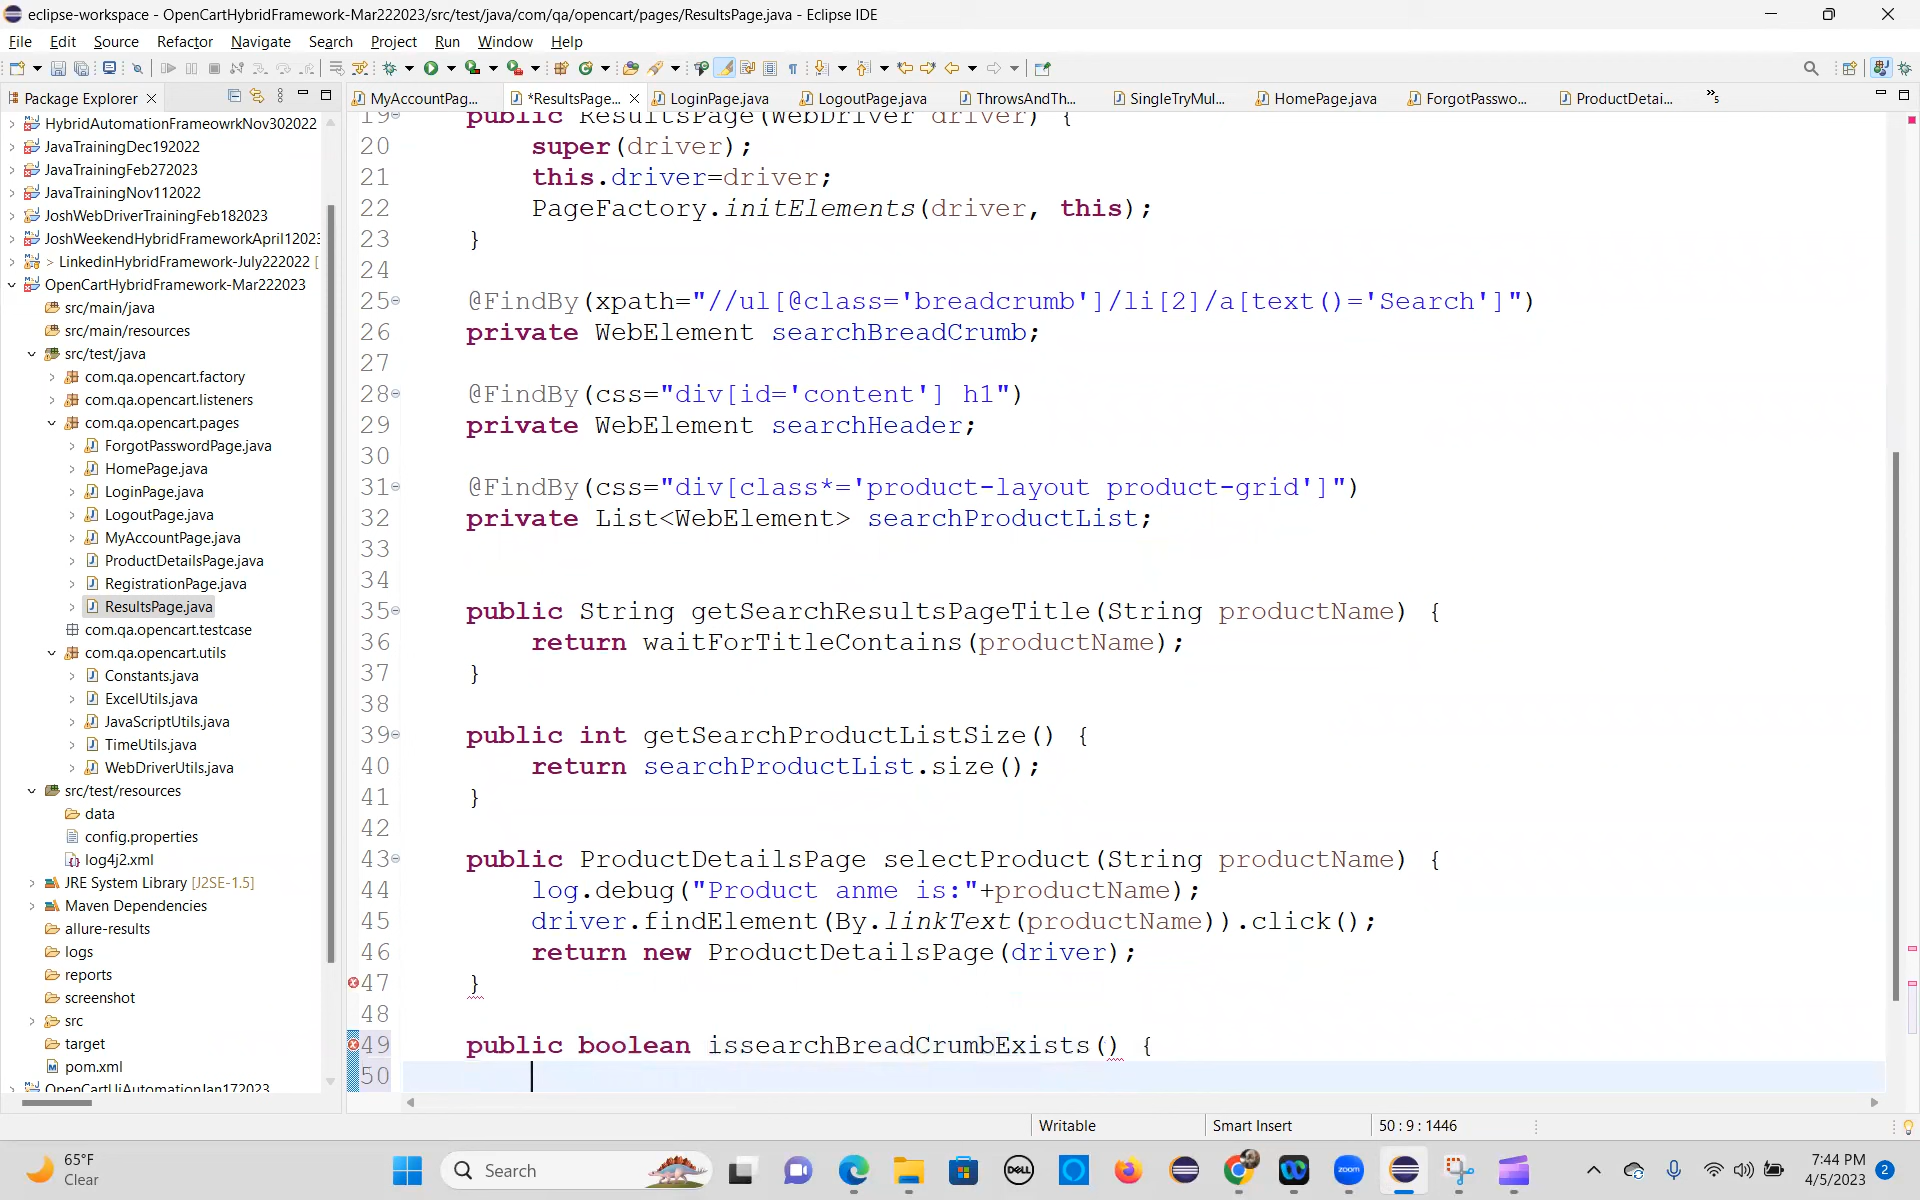 eclipse-workspace - OpenCartHybridFramework-Mar222023/src/test/java/com/qa/opencart/pages/ResultsPage.java - Eclipse IDE
File Edit Source Refactor Navigate Search Project Run Window Help
Package Explorer
MyAccountPag... *ResultsPage... LoginPage.java LogoutPage.java ThrowsAndTh... SingleTryMul... HomePage.java ForgotPasswo... ProductDetai... »5
HybridAutomationFrameowrkNov302022
JavaTrainingDec192022
JavaTrainingFeb272023
JavaTrainingNov112022
JoshWebDriverTrainingFeb182023
JoshWeekendHybridFrameworkApril12023
> LinkedinHybridFramework-July222022 [
OpenCartHybridFramework-Mar222023
src/main/java
src/main/resources
src/test/java
com.qa.opencart.factory
com.qa.opencart.listeners
com.qa.opencart.pages
ForgotPasswordPage.java
HomePage.java
LoginPage.java
LogoutPage.java
MyAccountPage.java
ProductDetailsPage.java
RegistrationPage.java
ResultsPage.java
com.qa.opencart.testcase
com.qa.opencart.utils
Constants.java
ExcelUtils.java
JavaScriptUtils.java
TimeUtils.java
WebDriverUtils.java
src/test/resources
data
config.properties
log4j2.xml
JRE System Library [J2SE-1.5]
Maven Dependencies
allure-results
logs
reports
screenshot
src
target
pom.xml
OpenCartUiAutomationJan172023
19 public ResultsPage(WebDriver driver) {
20 super(driver);
21 this.driver=driver;
22 PageFactory.initElements(driver, this);
23 }
24
25 @FindBy(xpath="//ul[@class='breadcrumb']/li[2]/a[text()='Search']")
26 private WebElement searchBreadCrumb;
27
28 @FindBy(css="div[id='content'] h1")
29 private WebElement searchHeader;
30
31 @FindBy(css="div[class*='product-layout product-grid']")
32 private List<WebElement> searchProductList;
33
34
35 public String getSearchResultsPageTitle(String productName) {
36 return waitForTitleContains(productName);
37 }
38
39 public int getSearchProductListSize() {
40 return searchProductList.size();
41 }
42
43 public ProductDetailsPage selectProduct(String productName) {
44 log.debug("Product anme is:"+productName);
45 driver.findElement(By.linkText(productName)).click();
46 return new ProductDetailsPage(driver);
47 }
48
49 public boolean issearchBreadCrumbExists() {
50
Writable Smart Insert 50 : 9 : 1446
65°F
Clear
Search
DELL
zoom
7:44 PM
4/5/2023
2